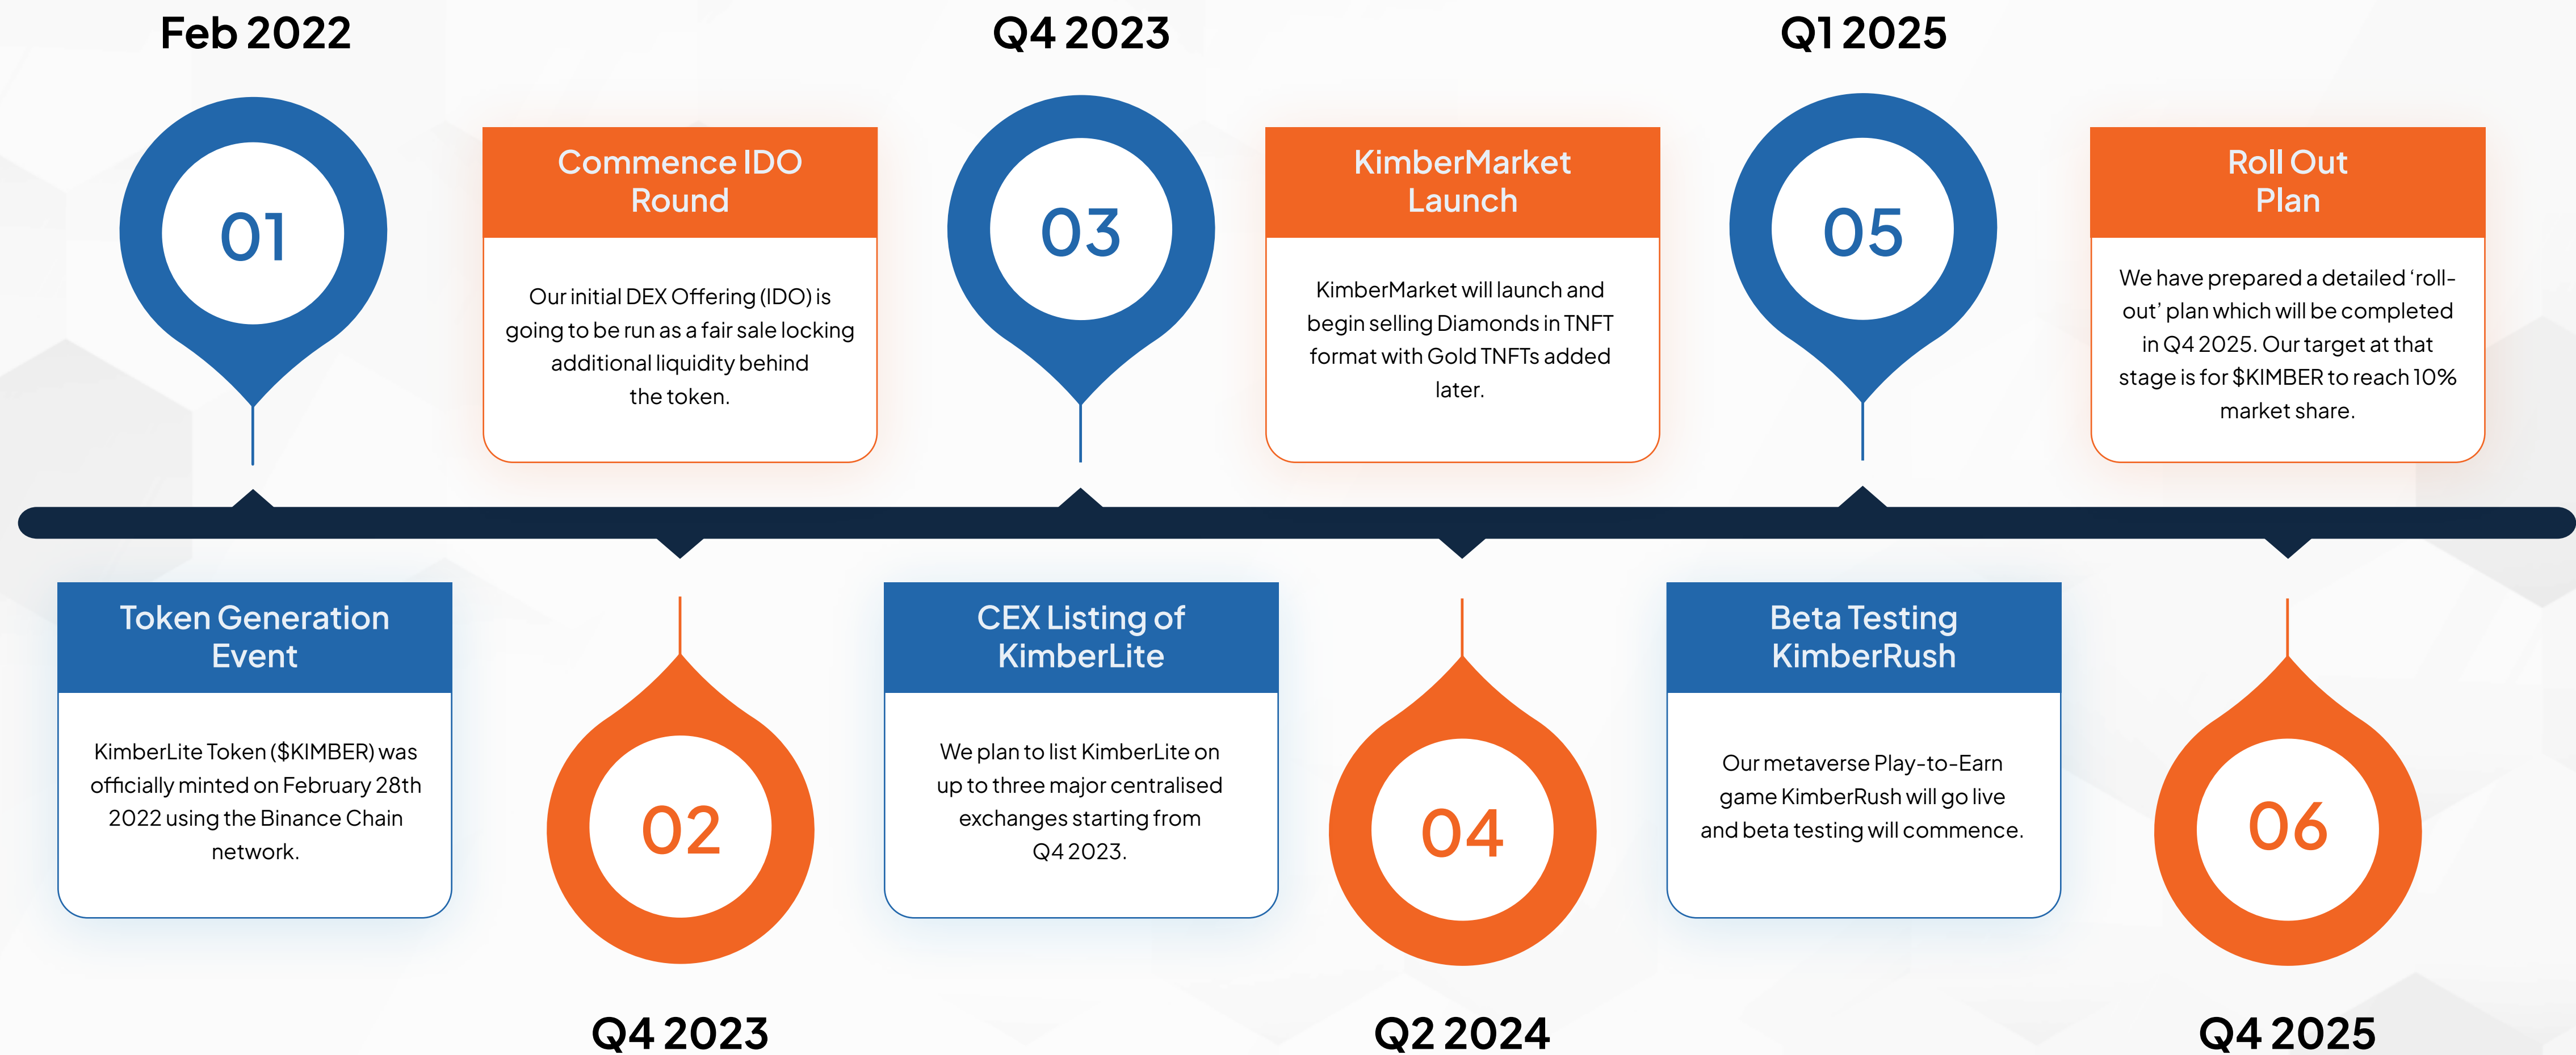 Feb 2022
01
Token Generation
Event
KimberLite Token ($KIMBER) was
officially minted on February 28th
2022 using the Binance Chain
network.
Commence IDO
Round
Our initial DEX Offering (IDO) is
going to be run as a fair sale locking
additional liquidity behind
the token.
02
Q4 2023
Q4 2023
03
CEX Listing of
KimberLite
We plan to list KimberLite on
up to three major centralised
exchanges starting from
Q4 2023.
KimberMarket
Launch
KimberMarket will launch and
begin selling Diamonds in TNFT
format with Gold TNFTs added
later.
04
Q2 2024
Q1 2025
05
Beta Testing
KimberRush
Our metaverse Play-to-Earn
game KimberRush will go live
and beta testing will commence.
Roll Out
Plan
We have prepared a detailed ‘roll-
out’ plan which will be completed
in Q4 2025. Our target at that
stage is for $KIMBER to reach 10%
market share.
06
Q4 2025